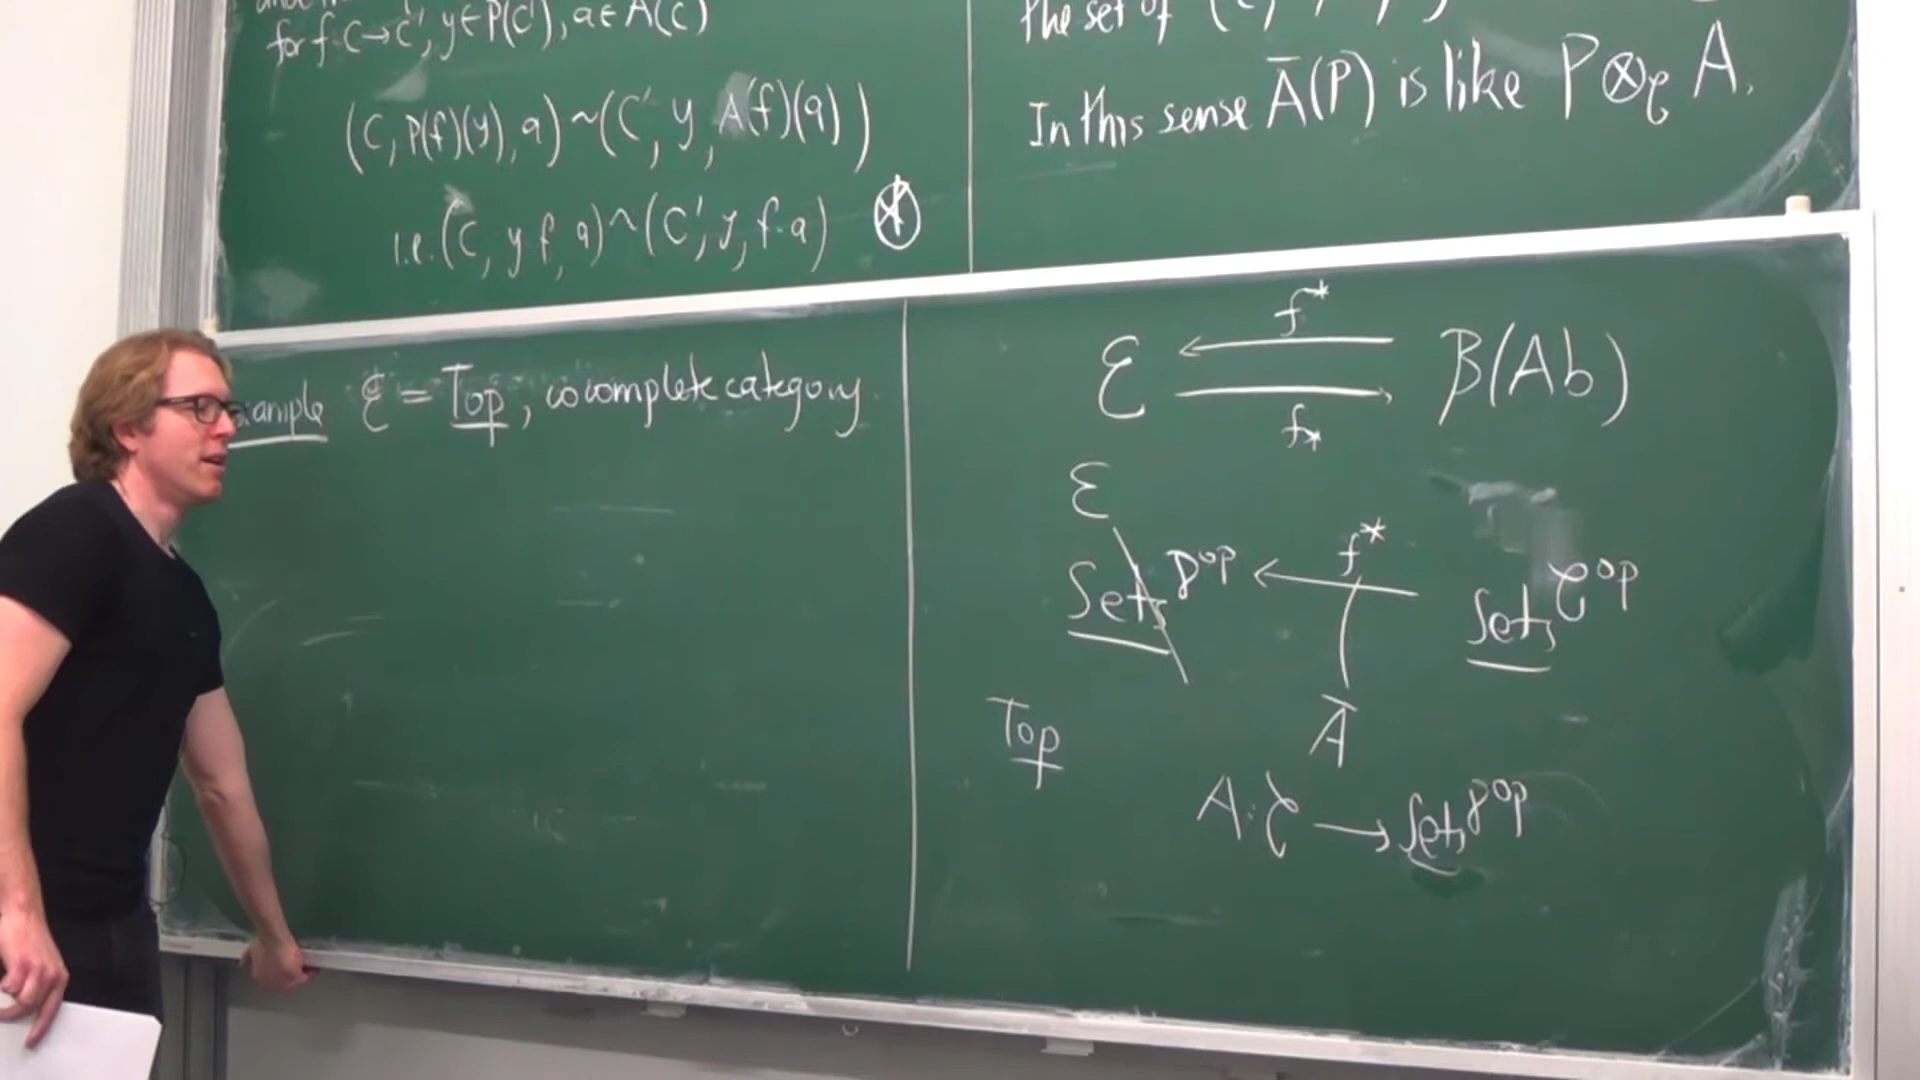 for f: C→C', y∈P(C'), a∈A(C)
(C, P(f)(y), a) ~ (C', y, A(f)(a))
i.e. (C, y f, a) ~ (C', y, f·a) ⊛
the set of
In this sense Ā(P) is like P ⊗_𝒞 A.
Example ℰ = Top, cocomplete category
f*
ℰ ⟵ ⟶ B(Ab)
f_*
ℰ
Sets^𝒟^op ⟵ f* Sets^𝒞^op
Top
Ā
A: 𝒞 ⟶ Sets^𝒟^op